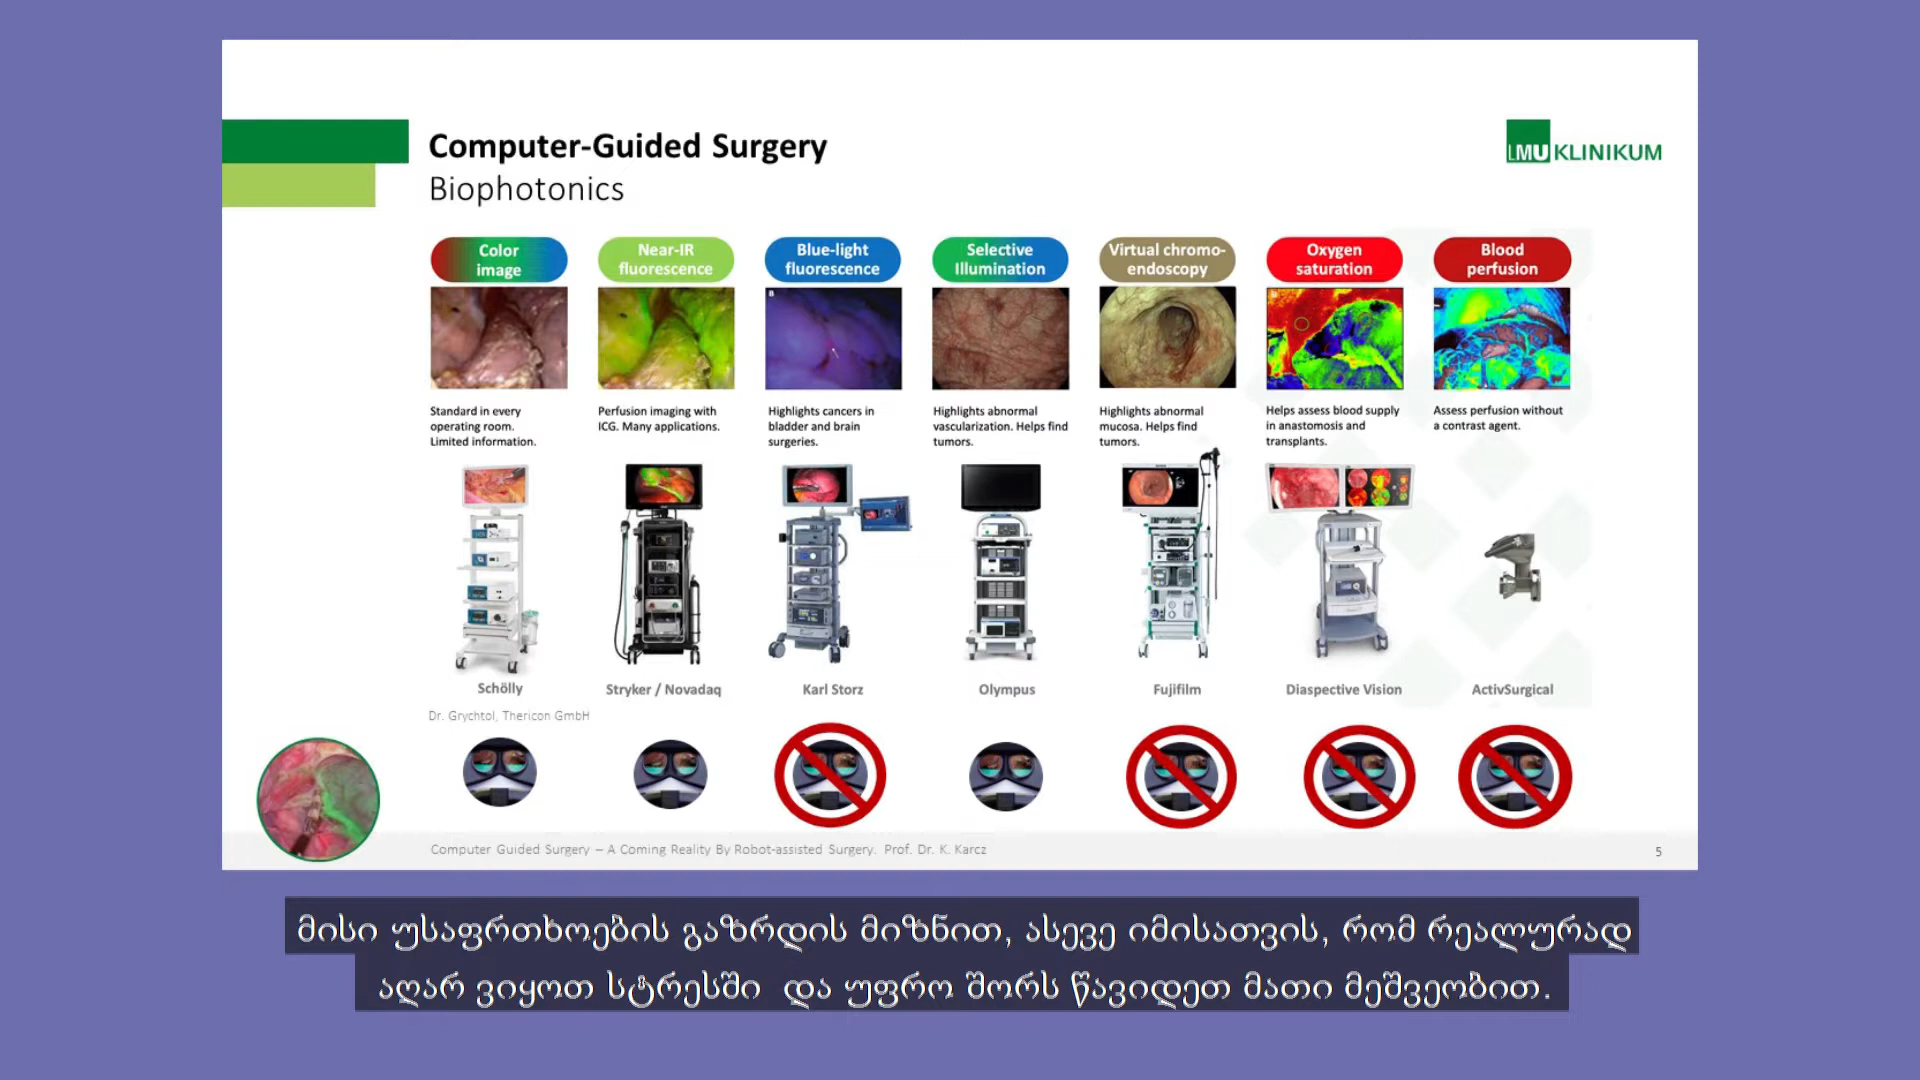 Computer-Guided Surgery
Biophotonics
LMU KLINIKUM
Color
image
Near-IR
fluorescence
Blue-light
fluorescence
Selective
Illumination
Virtual chromo-
endoscopy
Oxygen
saturation
Blood
perfusion
Standard in every
operating room.
Limited information.
Perfusion imaging with
ICG. Many applications.
Highlights cancers in
bladder and brain
surgeries.
Highlights abnormal
vascularization. Helps find
tumors.
Highlights abnormal
mucosa. Helps find
tumors.
Helps assess blood supply
in anastomosis and
transplants.
Assess perfusion without
a contrast agent.
Schölly
Stryker / Novadaq
Karl Storz
Olympus
Fujifilm
Diaspective Vision
ActivSurgical
Dr. Grychtol, Thericon GmbH
Computer Guided Surgery – A Coming Reality By Robot-assisted Surgery. Prof. Dr. K. Karcz
5
მისი უსაფრთხოების გაზრდის მიზნით, ასევე იმისათვის, რომ რეალურად
აღარ ვიყოთ სტრესში და უფრო შორს წავიდეთ მათი მეშვეობით.